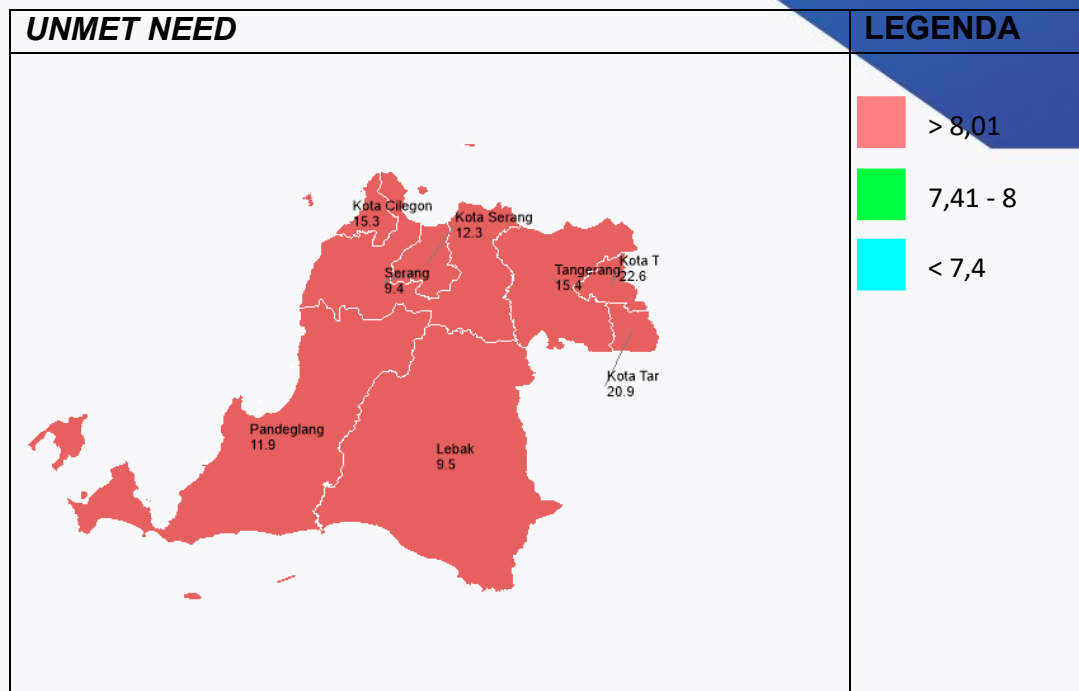 UNMET NEED
LEGENDA
> 8,01
7,41 - 8
< 7,4
Kota Cilegon
15.3
Kota Serang
12.3
Serang
9.4
Tangerang
15.4
Kota T
22.6
Kota Tar
20.9
Pandeglang
11.9
Lebak
9.5